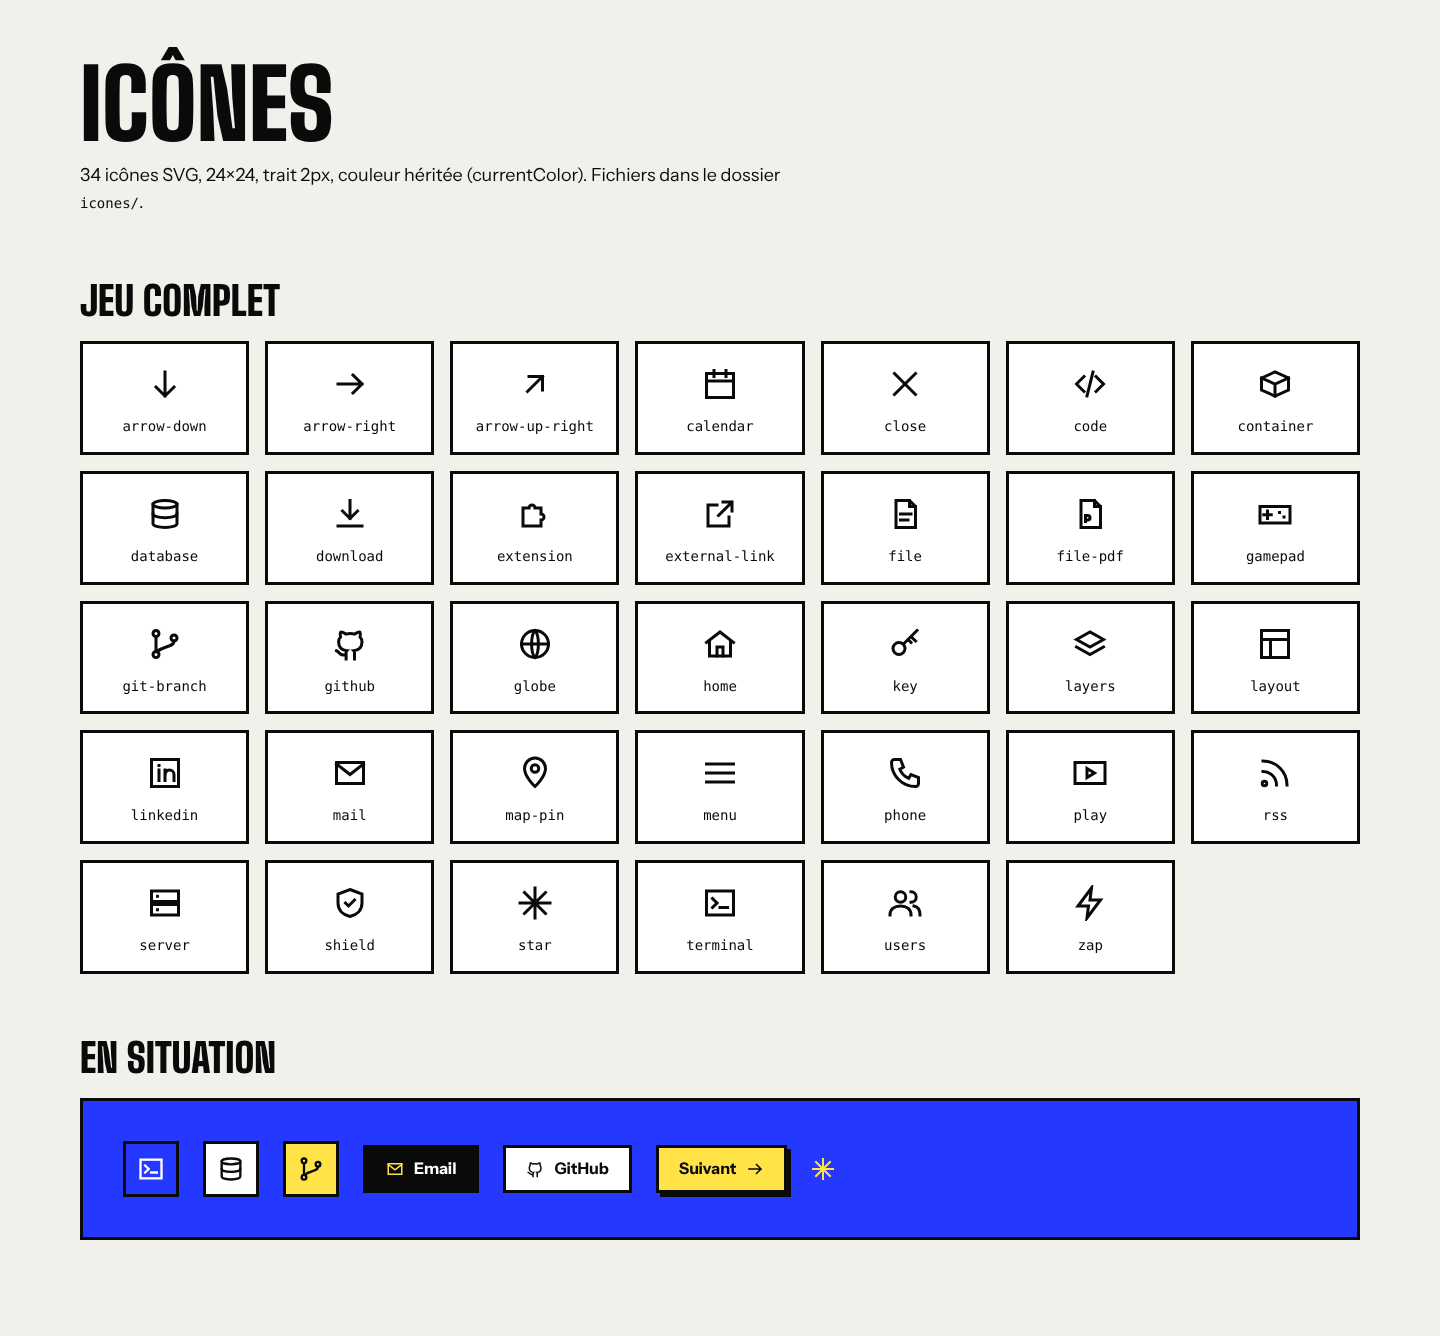 ICÔNES
34 icônes SVG, 24×24, trait 2px, couleur héritée (currentColor). Fichiers dans le dossier
icones/.
JEU COMPLET
arrow-down arrow-right arrow-up-right calendar close code container
database download extension external-link file file-pdf gamepad
git-branch github globe home key layers layout
linkedin mail map-pin menu phone play rss
server shield star terminal users zap
EN SITUATION
Email GitHub Suivant